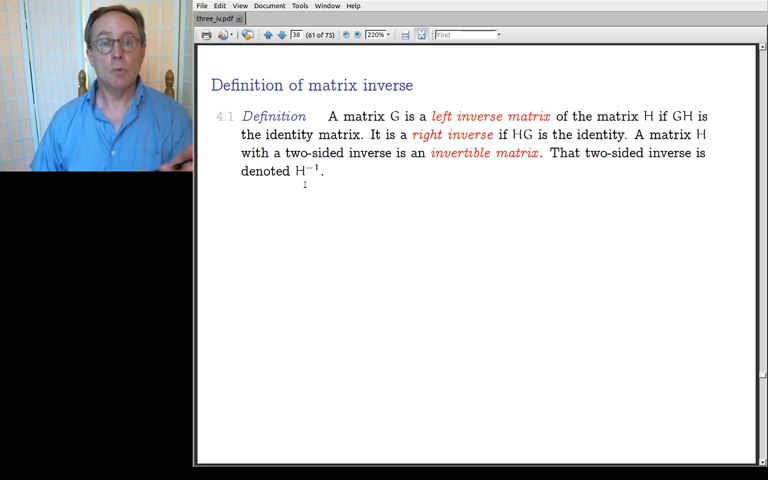 File Edit View Document Tools Window Help
three_iv.pdf
38 (61 of 75) 220% Find
Definition of matrix inverse
4.1 Definition A matrix G is a left inverse matrix of the matrix H if GH is
the identity matrix. It is a right inverse if HG is the identity. A matrix H
with a two-sided inverse is an invertible matrix. That two-sided inverse is
denoted H⁻¹.